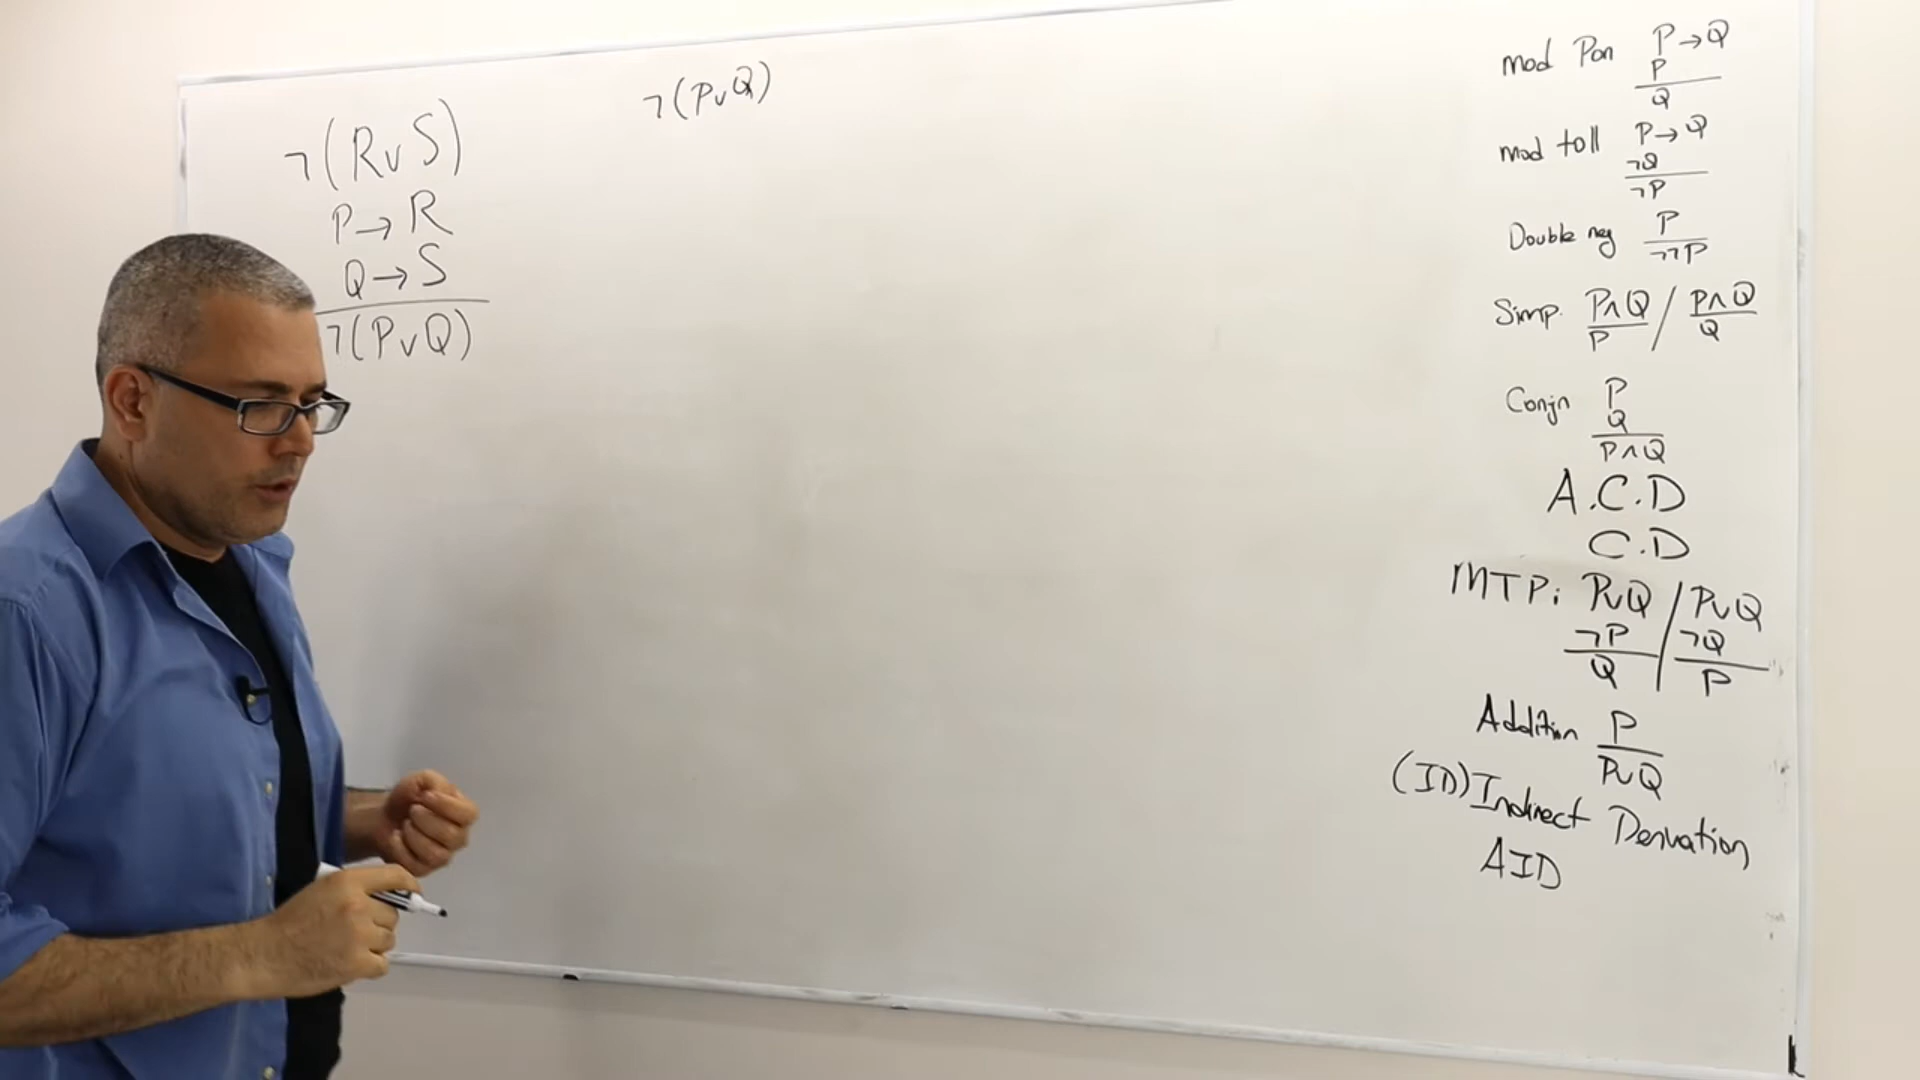 ¬(R∨S)
P→R
Q→S
¬(P∨Q)
¬(P∨Q)
mod Pon P→Q
P
Q
mod toll P→Q
¬Q
¬P
Double neg P
¬¬P
Simp. P∧Q / P∧Q
P Q
Conjn P
Q
P∧Q
A.C.D
C.D
MTP: P∨Q / P∨Q
¬P ¬Q
Q P
Addition P
P∨Q
(ID) Indirect Derivation
AID